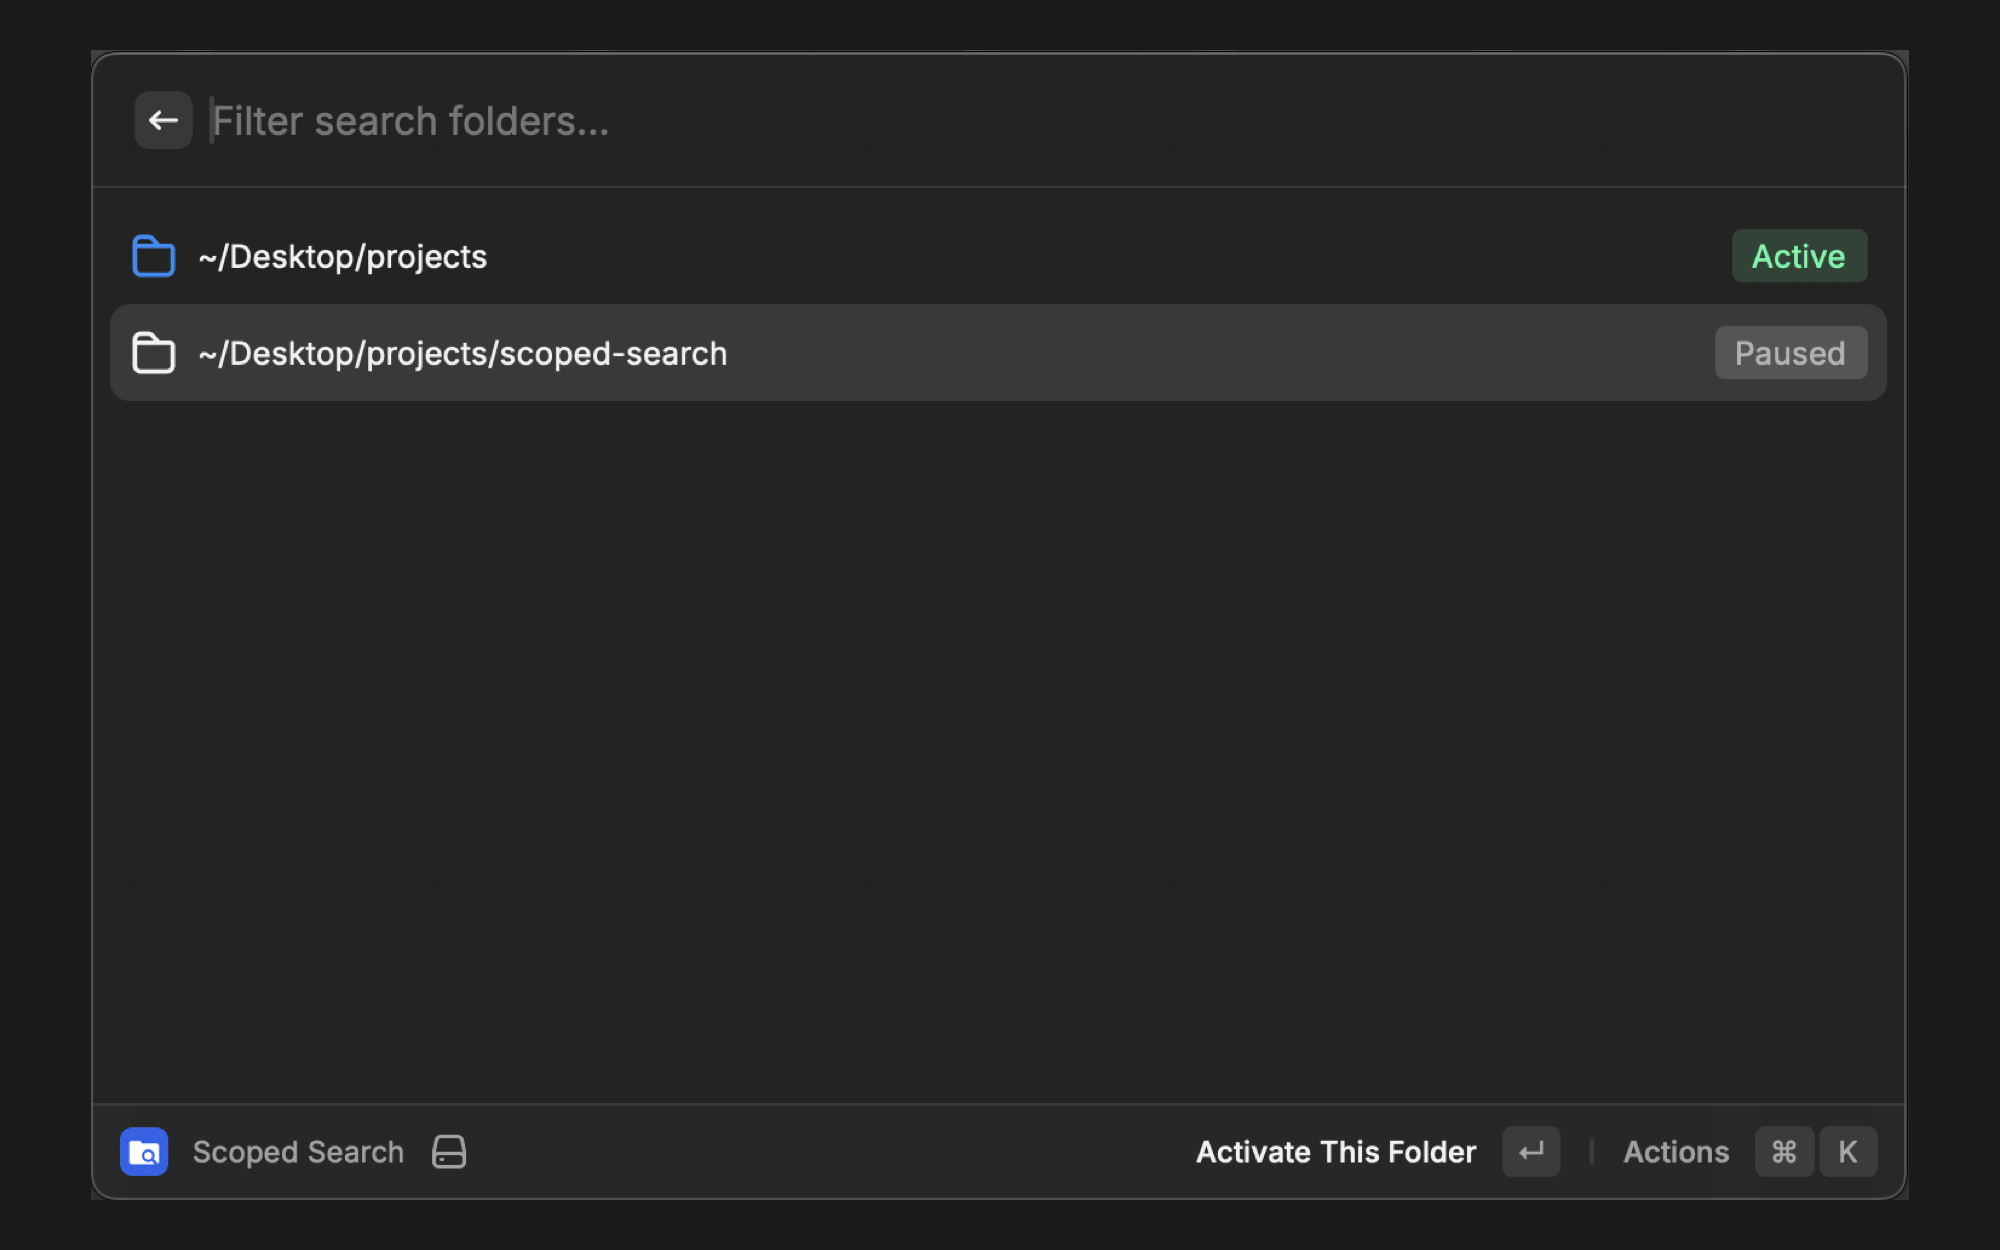 Filter search folders...
~/Desktop/projects Active
~/Desktop/projects/scoped-search Paused
Scoped Search Activate This Folder ↵ | Actions ⌘ K